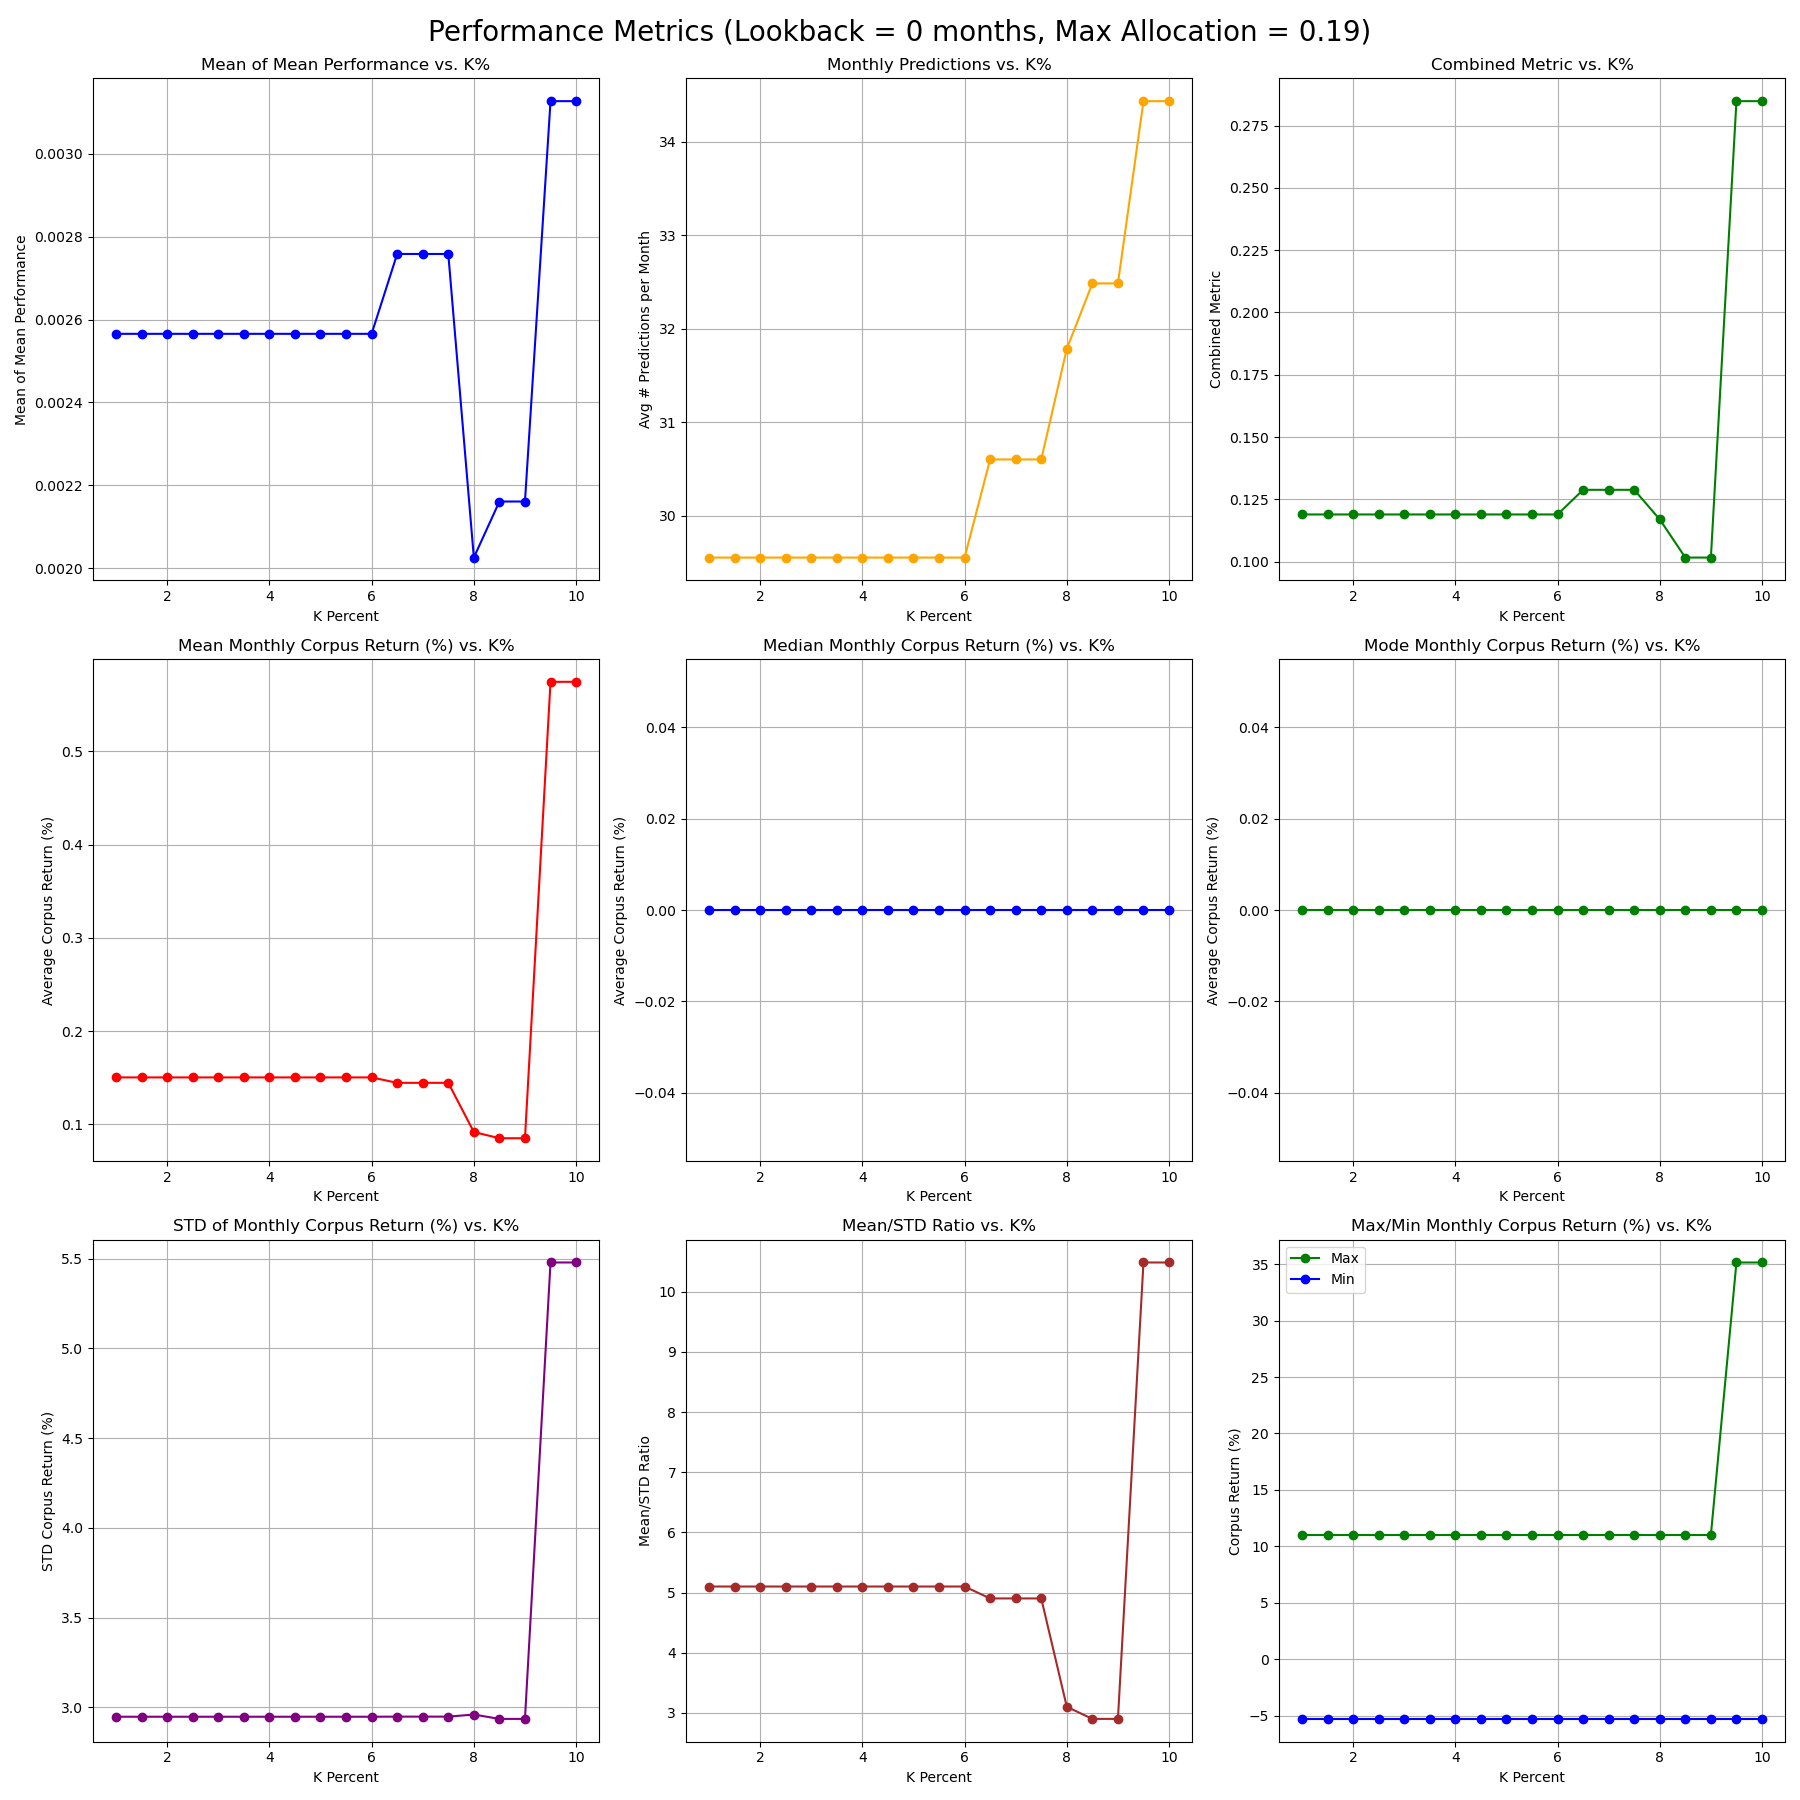 Performance Metrics (Lookback = 0 months, Max Allocation = 0.19)
Mean of Mean Performance vs. K%
Mean of Mean Performance
0.0030
0.0028
0.0026
0.0024
0.0022
0.0020
2 4 6 8 10
K Percent
Monthly Predictions vs. K%
Avg # Predictions per Month
34
33
32
31
30
2 4 6 8 10
K Percent
Combined Metric vs. K%
Combined Metric
0.275
0.250
0.225
0.200
0.175
0.150
0.125
0.100
2 4 6 8 10
K Percent
Mean Monthly Corpus Return (%) vs. K%
Average Corpus Return (%)
0.5
0.4
0.3
0.2
0.1
2 4 6 8 10
K Percent
Median Monthly Corpus Return (%) vs. K%
Average Corpus Return (%)
0.04
0.02
0.00
−0.02
−0.04
2 4 6 8 10
K Percent
Mode Monthly Corpus Return (%) vs. K%
Average Corpus Return (%)
0.04
0.02
0.00
−0.02
−0.04
2 4 6 8 10
K Percent
STD of Monthly Corpus Return (%) vs. K%
STD Corpus Return (%)
5.5
5.0
4.5
4.0
3.5
3.0
2 4 6 8 10
K Percent
Mean/STD Ratio vs. K%
Mean/STD Ratio
10
9
8
7
6
5
4
3
2 4 6 8 10
K Percent
Max/Min Monthly Corpus Return (%) vs. K%
Corpus Return (%)
Max
Min
35
30
25
20
15
10
5
0
−5
2 4 6 8 10
K Percent